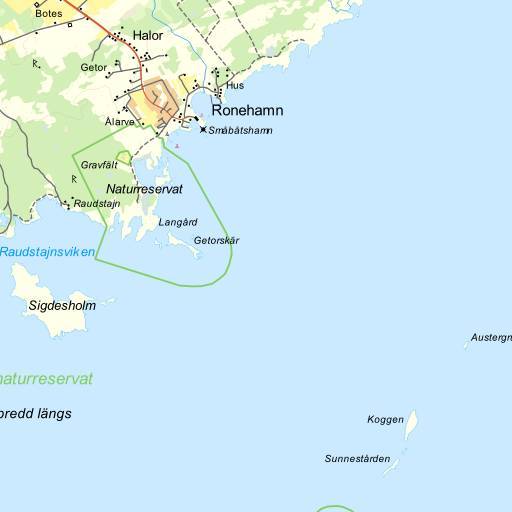 Botes
Halor
Getor
Hus
Ronehamn
Ålarve
Småbåtshamn
Gravfält
R
R
Naturreservat
Raudstajn
Langård
Getorskär
Raudstajnsviken
Sigdesholm
Austergr
naturreservat
Koggen
predd längs
Sunnestården